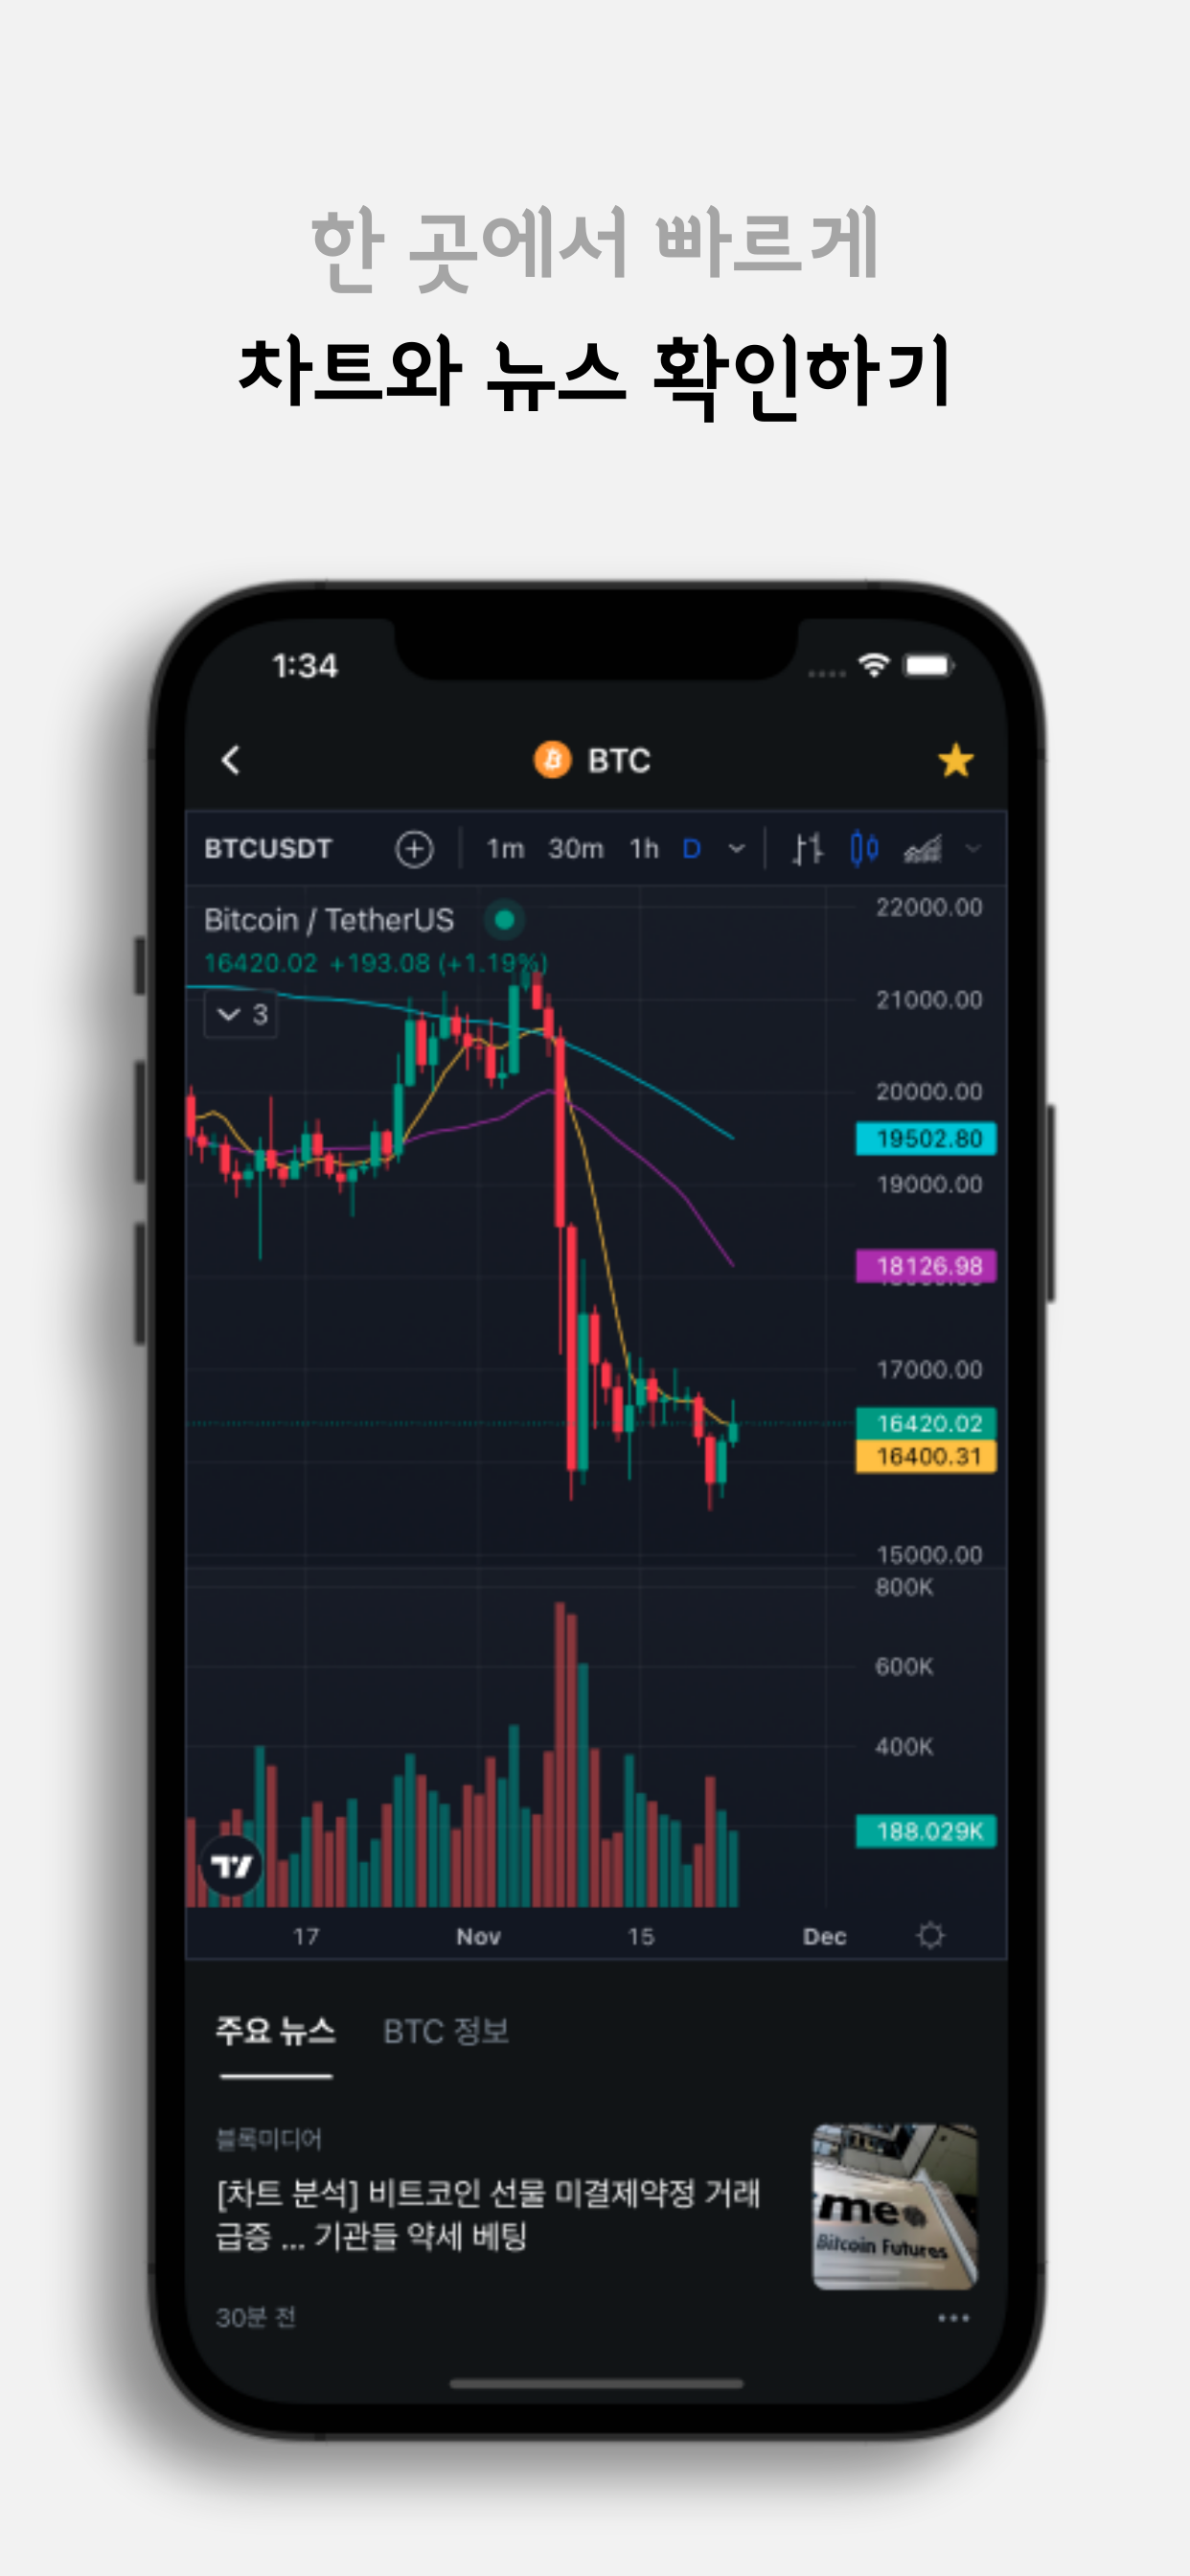 한 곳에서 빠르게
차트와 뉴스 확인하기
1:34
BTC
BTCUSDT 1m 30m 1h D
Bitcoin / TetherUS
16420.02 +193.08 (+1.19%)
3
22000.00
21000.00
20000.00
19502.80
19000.00
18126.98
17000.00
16420.02
16400.31
15000.00
800K
600K
400K
188.029K
17 Nov 15 Dec
주요 뉴스 BTC 정보
블록미디어
[차트 분석] 비트코인 선물 미결제약정 거래
급증 ... 기관들 약세 베팅
30분 전
me
Bitcoin Futures